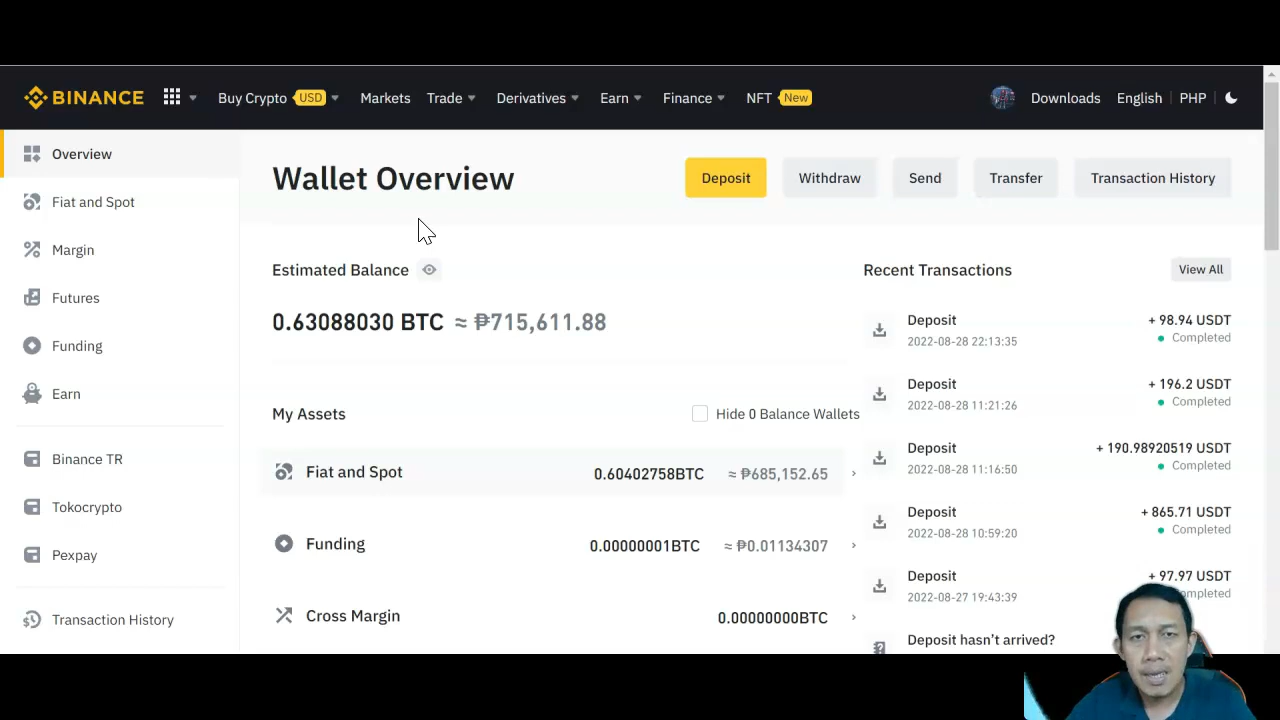 BINANCE Buy Crypto USD Markets Trade Derivatives Earn Finance NFT New Downloads English PHP
Overview
Fiat and Spot
Margin
Futures
Funding
Earn
Binance TR
Tokocrypto
Pexpay
Transaction History
Wallet Overview
Deposit Withdraw Send Transfer Transaction History
Estimated Balance
0.63088030 BTC ≈ ₱715,611.88
My Assets
Hide 0 Balance Wallets
Fiat and Spot 0.60402758BTC ≈ ₱685,152.65
Funding 0.00000001BTC ≈ ₱0.01134307
Cross Margin 0.00000000BTC
Recent Transactions View All
Deposit + 98.94 USDT
2022-08-28 22:13:35 Completed
Deposit + 196.2 USDT
2022-08-28 11:21:26 Completed
Deposit + 190.98920519 USDT
2022-08-28 11:16:50 Completed
Deposit + 865.71 USDT
2022-08-28 10:59:20 Completed
Deposit + 97.97 USDT
2022-08-27 19:43:39 Completed
Deposit hasn't arrived?